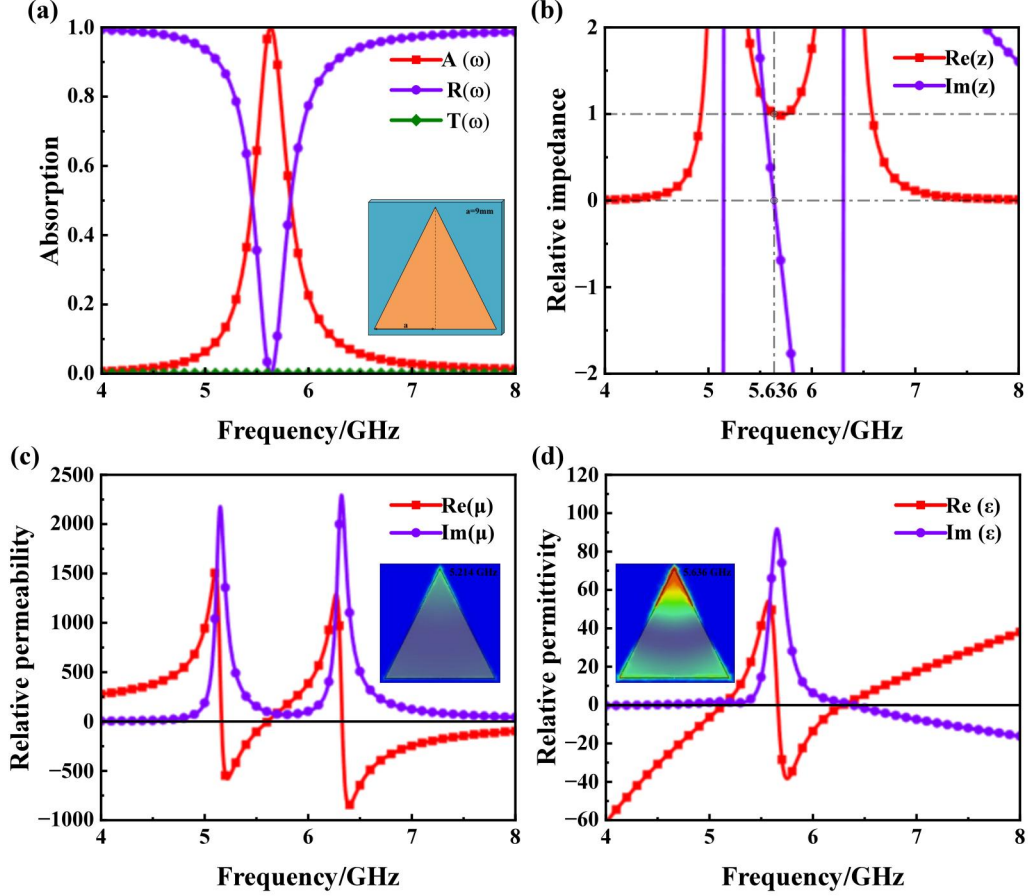 (a)
1.0
0.8
0.6
0.4
0.2
0.0
Absorption
A (ω)
R(ω)
T(ω)
a=9mm
a
4 5 6 7 8
Frequency/GHz
(b)
2
1
0
−1
−2
Relative impedance
Re(z)
Im(z)
4 5 5.636 6 7 8
Frequency/GHz
(c)
2500
2000
1500
1000
500
0
−500
−1000
Relative permeability
Re(μ)
Im(μ)
GHz
4 5 6 7 8
Frequency/GHz
(d)
120
100
80
60
40
20
0
−20
−40
−60
Relative permittivity
Re (ε)
Im (ε)
5.636 GHz
4 5 6 7 8
Frequency/GHz